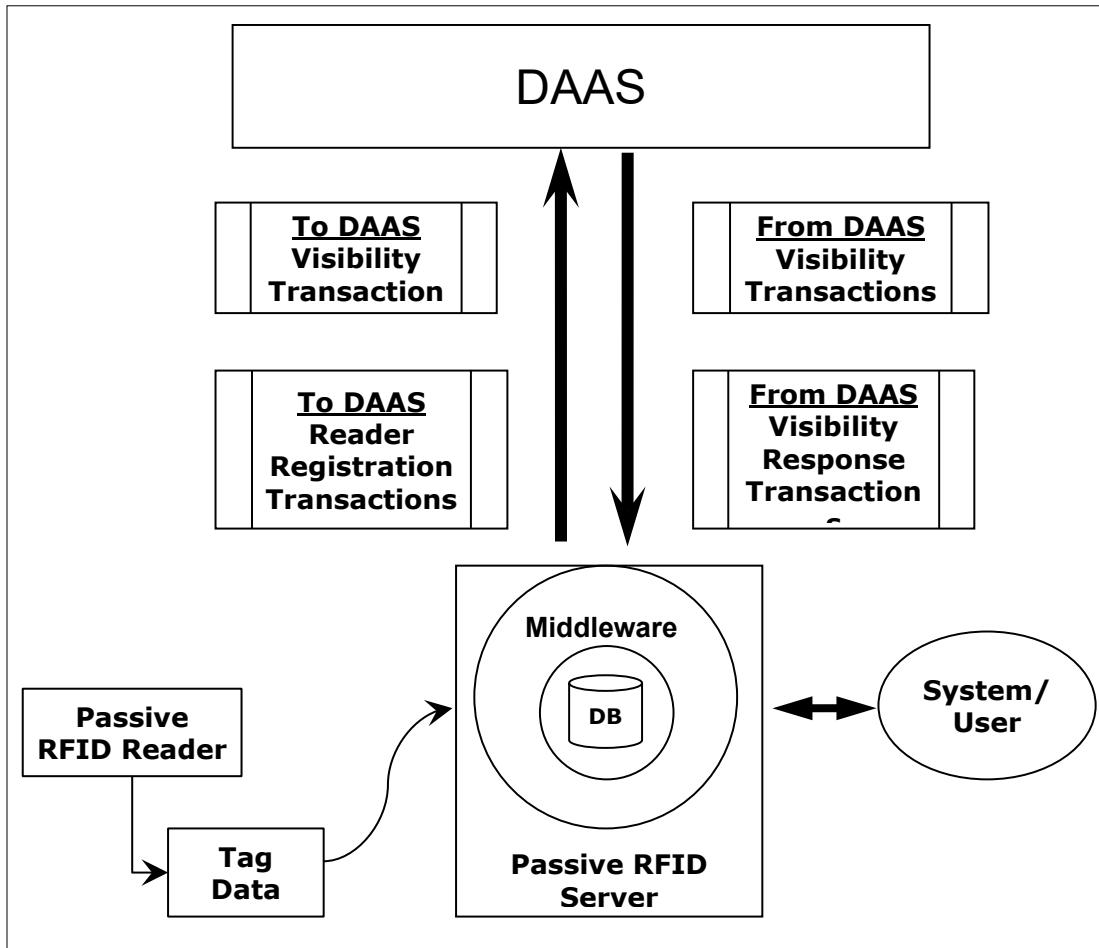 DAAS
To DAAS
Visibility
Transaction
From DAAS
Visibility
Transactions
To DAAS
Reader
Registration
Transactions
From DAAS
Visibility
Response
Transaction
s
Middleware
DB
System/
User
Passive
RFID Reader
Tag
Data
Passive RFID
Server